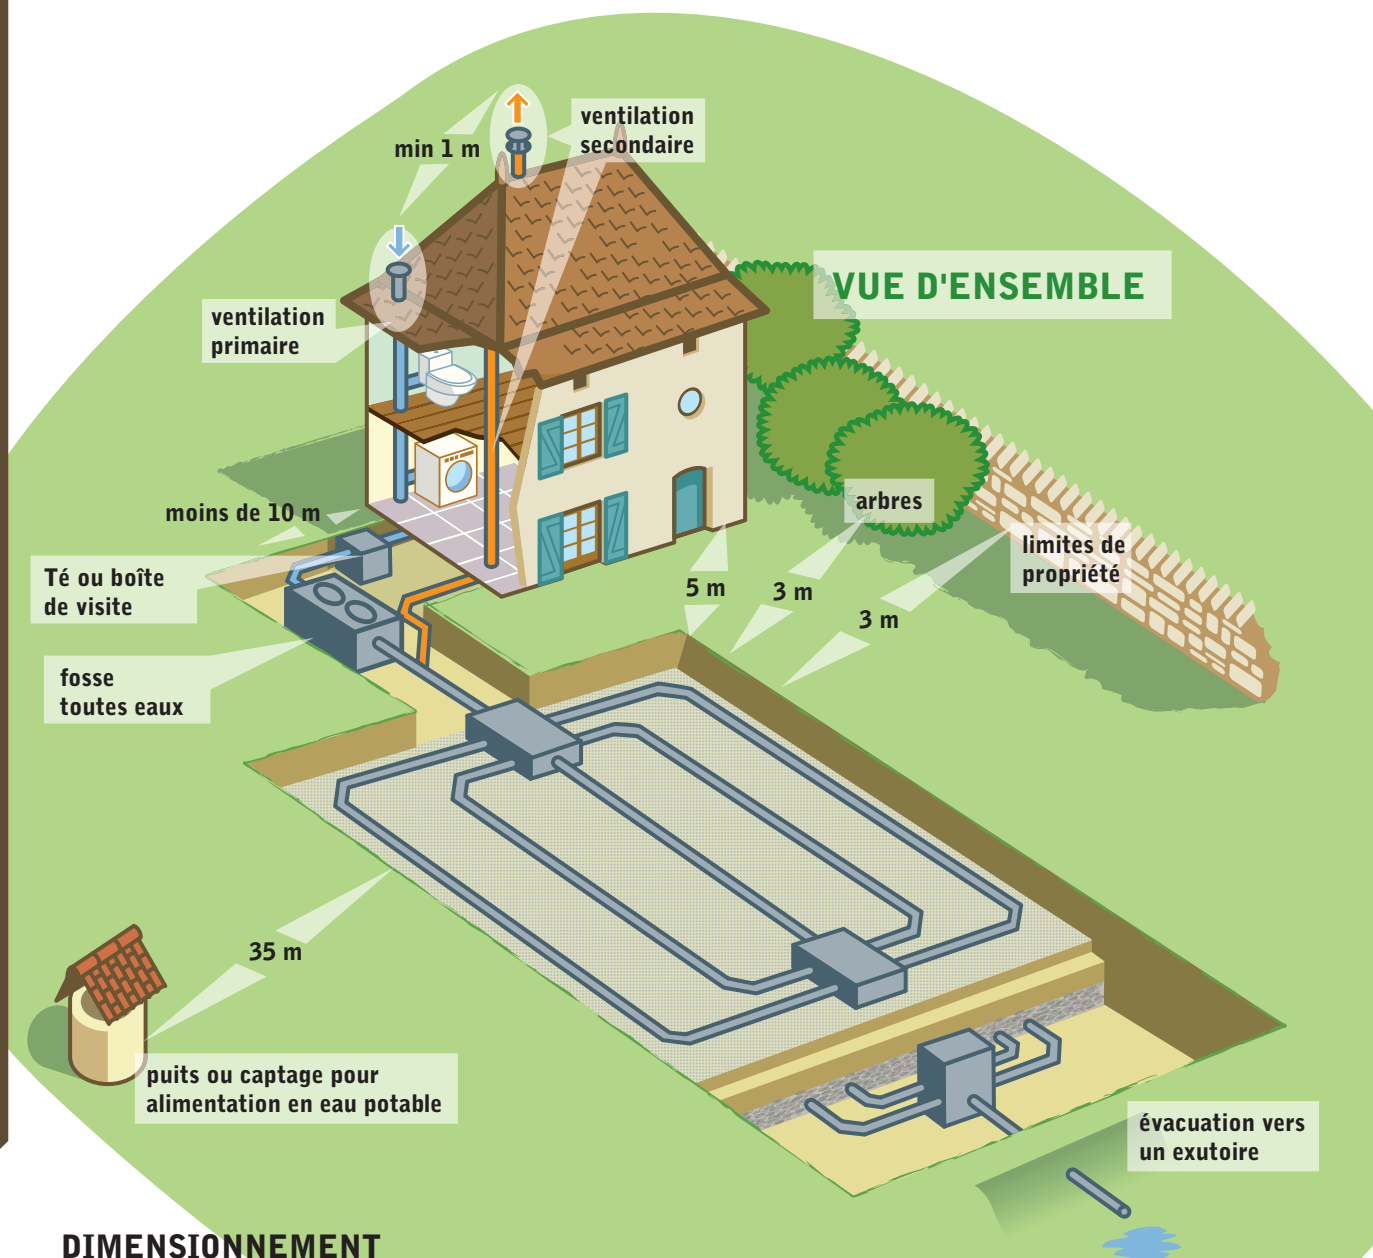 ventilation
secondaire
min 1 m
VUE D'ENSEMBLE
ventilation
primaire
arbres
moins de 10 m
limites de
propriété
Té ou boîte
de visite
5 m
3 m
3 m
fosse
toutes eaux
35 m
puits ou captage pour
alimentation en eau potable
évacuation vers
un exutoire
DIMENSIONNEMENT